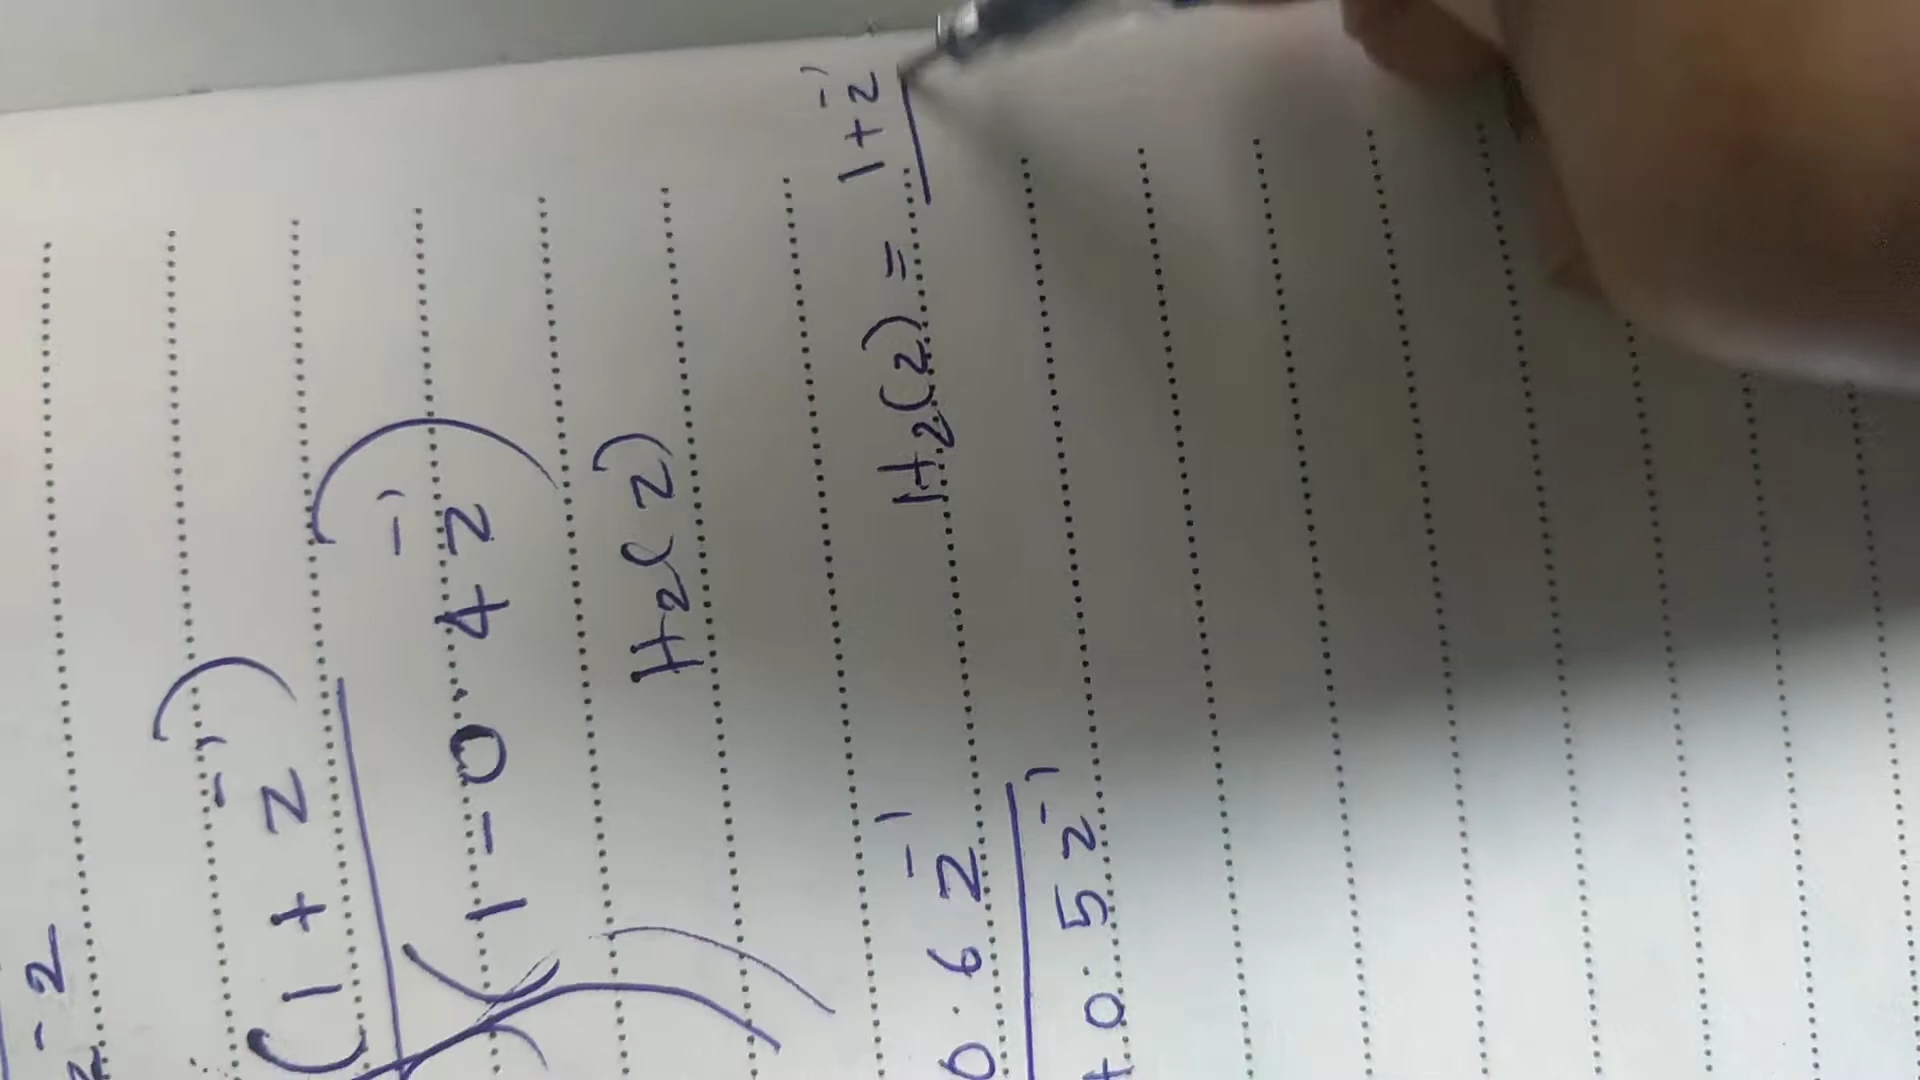 z⁻²
(1 + z⁻¹)
(1 - 0.4 z⁻¹)
H₂(z)
0.6 z⁻¹
+ 0.5 z⁻¹
H₂(z) = 1+z⁻¹